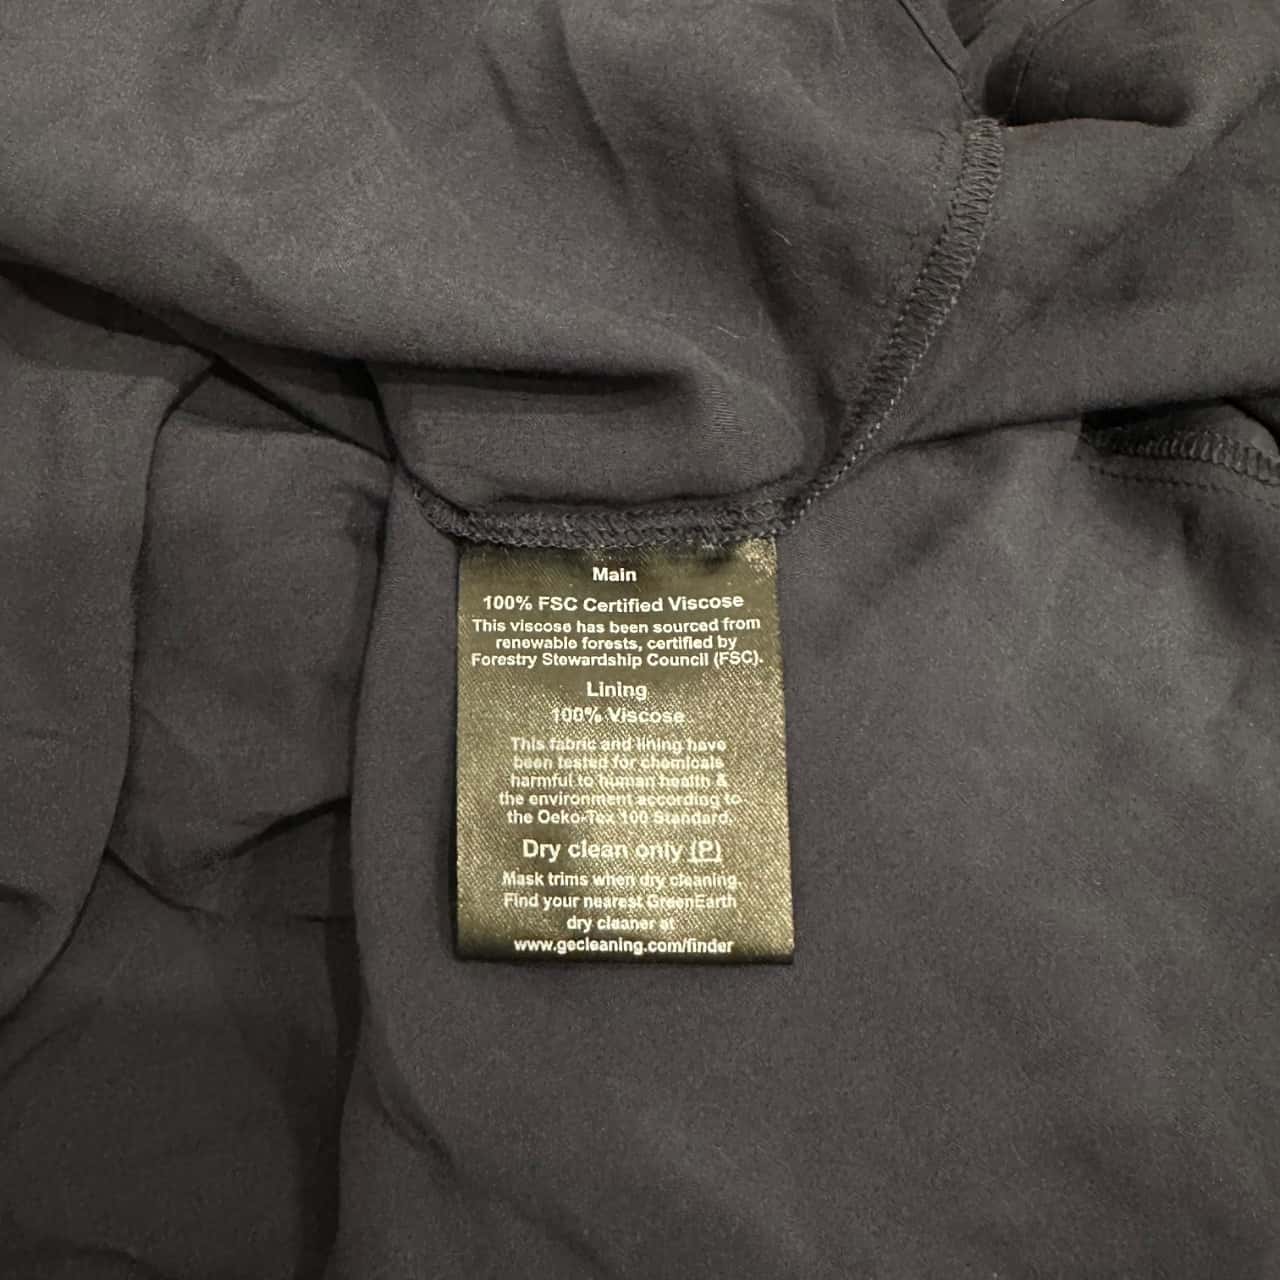 Main
100% FSC Certified Viscose
This viscose has been sourced from
renewable forests, certified by
Forestry Stewardship Council (FSC).
Lining
100% Viscose
This fabric and lining have
been tested for chemicals
harmful to human health &
the environment according to
the Oeko-Tex 100 Standard.
Dry clean only (P)
Mask trims when dry cleaning.
Find your nearest GreenEarth
dry cleaner at
www.gecleaning.com/finder